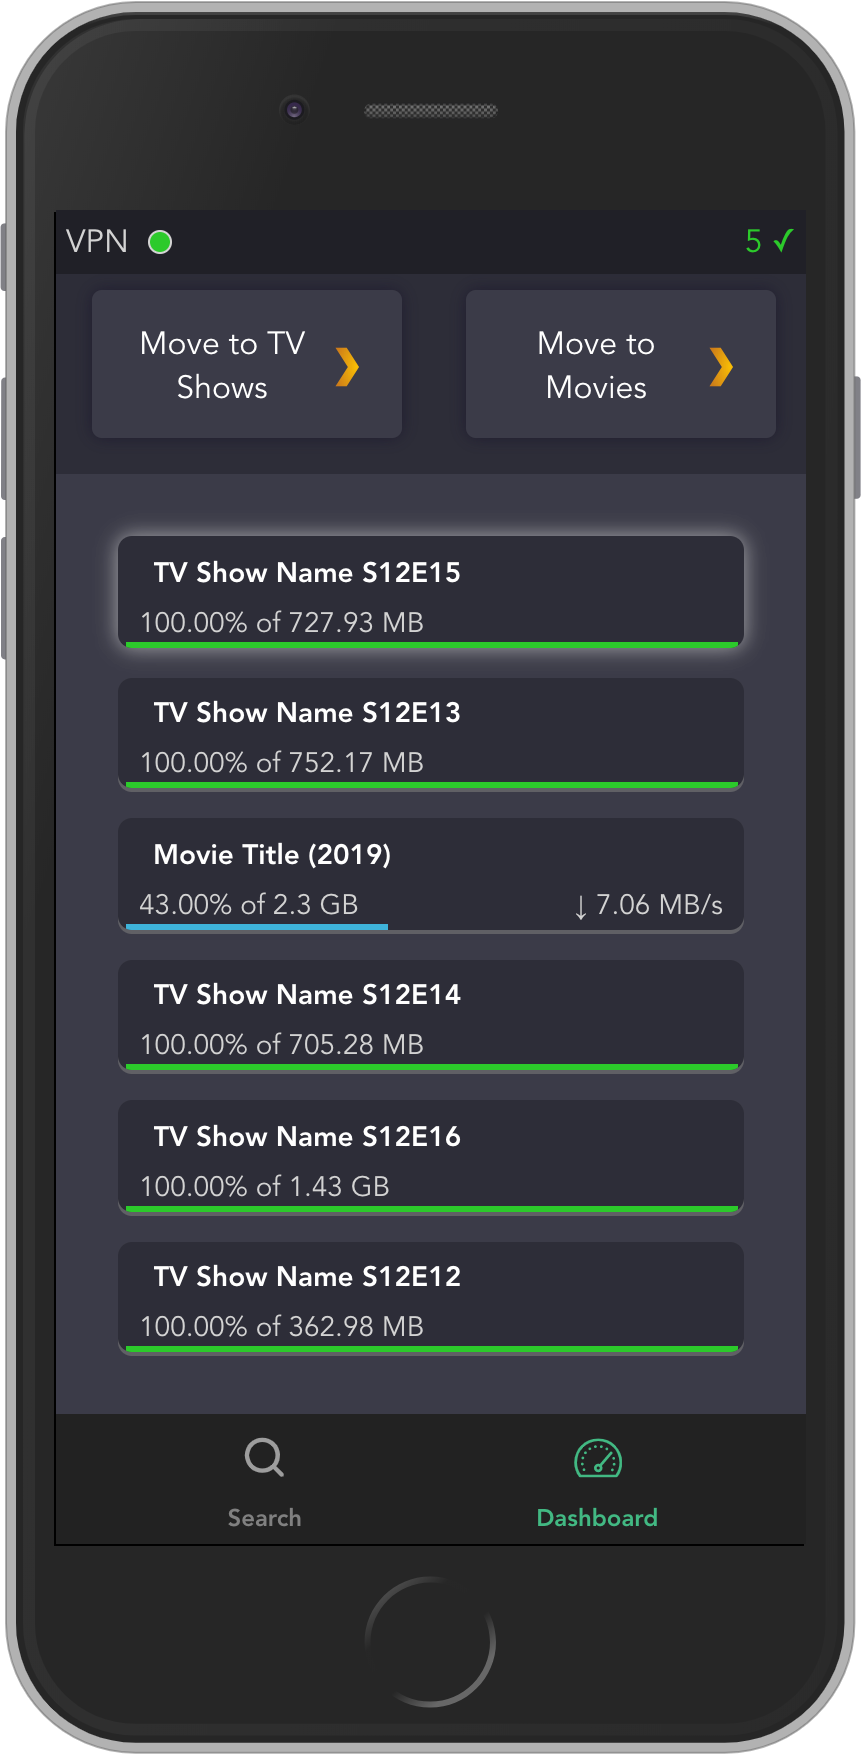 VPN
5 ✓
Move to TV
Shows
Move to
Movies
TV Show Name S12E15
100.00% of 727.93 MB
TV Show Name S12E13
100.00% of 752.17 MB
Movie Title (2019)
43.00% of 2.3 GB ↓ 7.06 MB/s
TV Show Name S12E14
100.00% of 705.28 MB
TV Show Name S12E16
100.00% of 1.43 GB
TV Show Name S12E12
100.00% of 362.98 MB
Search
Dashboard